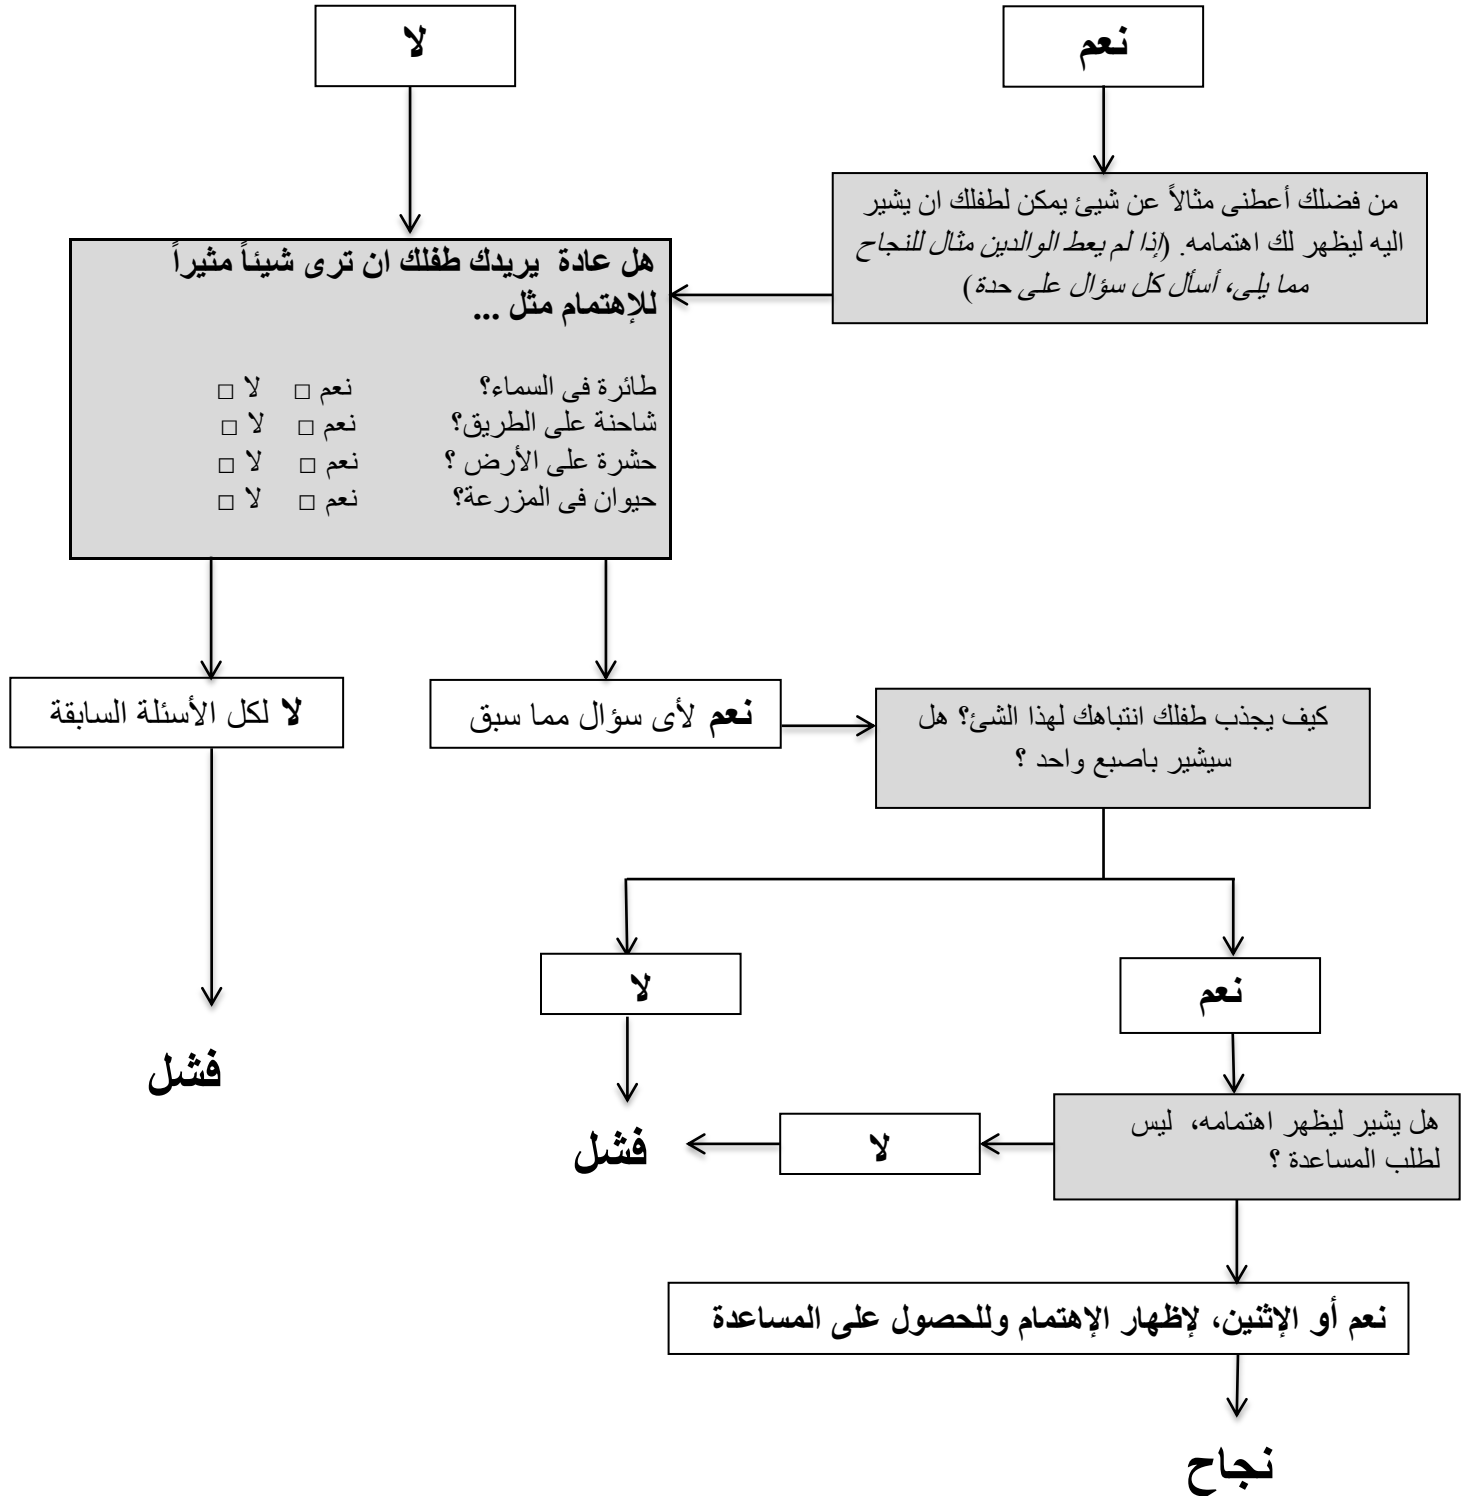 نعم
لا
من فضلك أعطنى مثالاً عن شيئ يمكن لطفلك ان يشير
اليه ليظهر لك اهتمامه. (إذا لم يعط الوالدين مثال للنجاح
مما يلى، أسأل كل سؤال على حدة)
هل عادة يريدك طفلك ان ترى شيئاً مثيراً
للإهتمام مثل ...
طائرة فى السماء؟ نعم □ لا □
شاحنة على الطريق؟ نعم □ لا □
حشرة على الأرض ؟ نعم □ لا □
حيوان فى المزرعة؟ نعم □ لا □
نعم لأى سؤال مما سبق
لا لكل الأسئلة السابقة
كيف يجذب طفلك انتباهك لهذا الشئ؟ هل
سيشير باصبع واحد ؟
نعم
لا
فشل
فشل
هل يشير ليظهر اهتمامه، ليس
لطلب المساعدة ؟
لا
نعم أو الإثنين، لإظهار الإهتمام وللحصول على المساعدة
نجاح